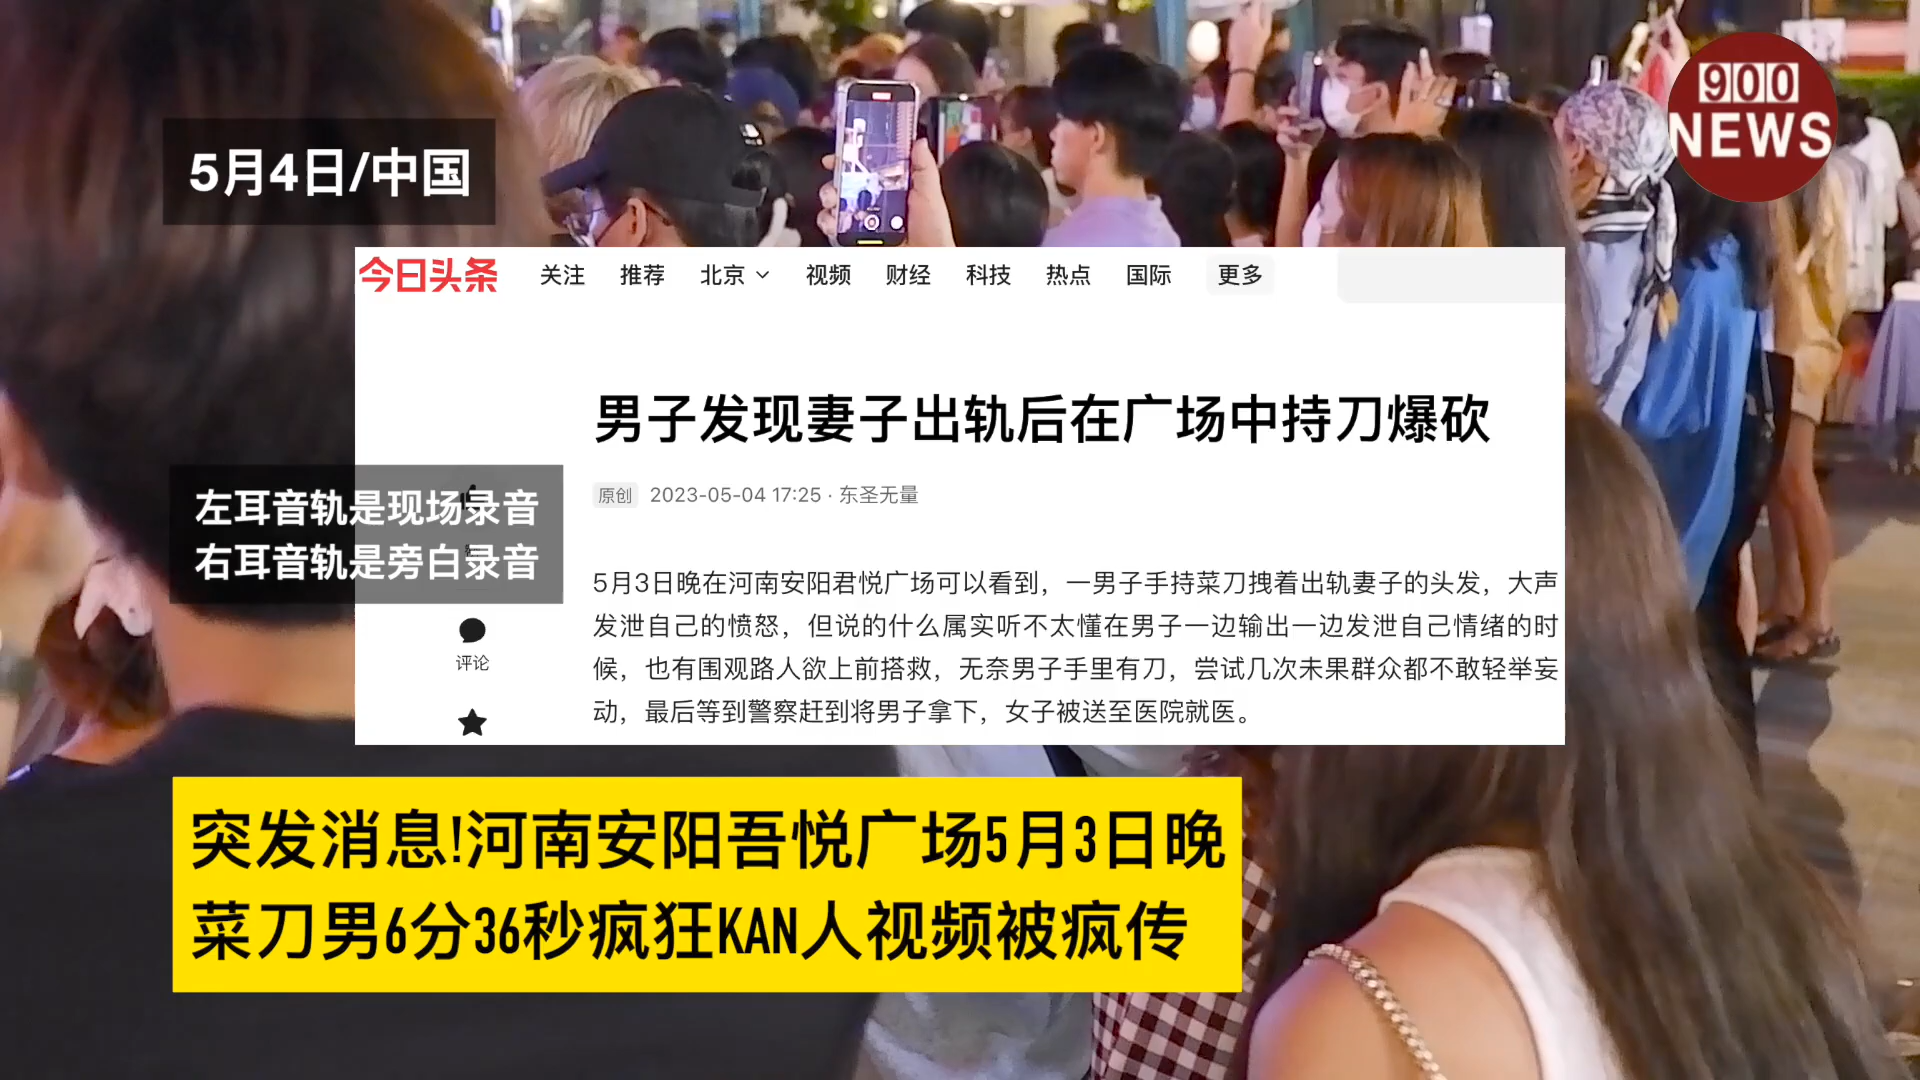 900
NEWS
5月4日/中国
今日头条 关注 推荐 北京 视频 财经 科技 热点 国际 更多
男子发现妻子出轨后在广场中持刀爆砍
原创 2023-05-04 17:25 · 东圣无量
左耳音轨是现场录音
右耳音轨是旁白录音
5月3日晚在河南安阳君悦广场可以看到，一男子手持菜刀拽着出轨妻子的头发，大声
发泄自己的愤怒，但说的什么属实听不太懂在男子一边输出一边发泄自己情绪的时
候，也有围观路人欲上前搭救，无奈男子手里有刀，尝试几次未果群众都不敢轻举妄
动，最后等到警察赶到将男子拿下，女子被送至医院就医。
评论
突发消息!河南安阳吾悦广场5月3日晚
菜刀男6分36秒疯狂KAN人视频被疯传